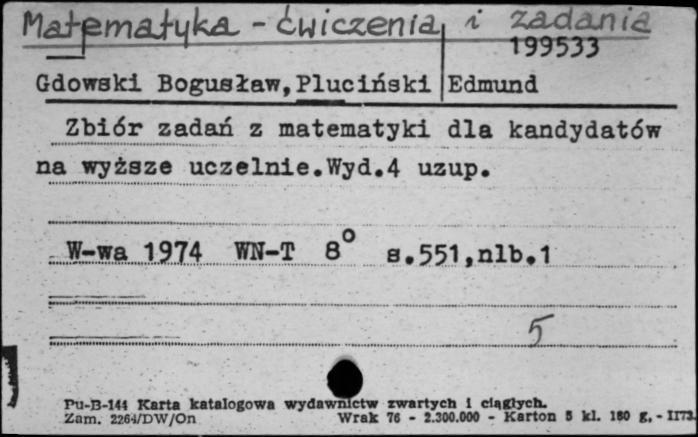 Matematyka - ćwiczenia i zadania
199533
Gdowski Bogusław,Pluciński Edmund
Zbiór zadań z matematyki dla kandydatów
na wyższe uczelnie.Wyd.4 uzup.
W-wa 1974 WN-T 8° s.551,nlb.1
5
Pu-B-144 Karta katalogowa wydawnictw zwartych i ciągłych.
Zam. 2264/DW/On Wrak 76 - 2.300.000 - Karton 5 kl. 180 g. - II73.